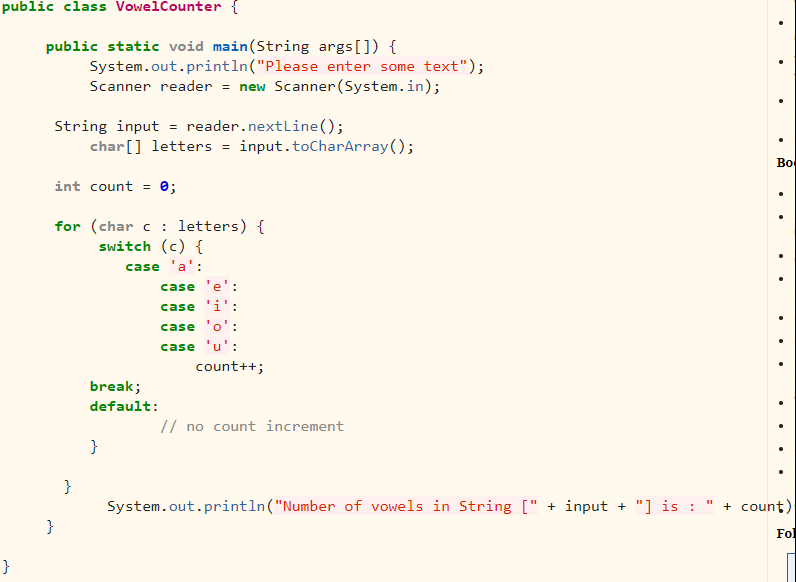 public class VowelCounter {
public static void main(String args[]) {
System.out.println("Please enter some text");
Scanner reader = new Scanner(System.in);
String input = reader.nextLine();
char[] letters = input.toCharArray();
int count = 0;
for (char c : letters) {
switch (c) {
case 'a':
case 'e':
case 'i':
case 'o':
case 'u':
count++;
break;
default:
// no count increment
}
}
System.out.println("Number of vowels in String [" + input + "] is : " + count)
}
}